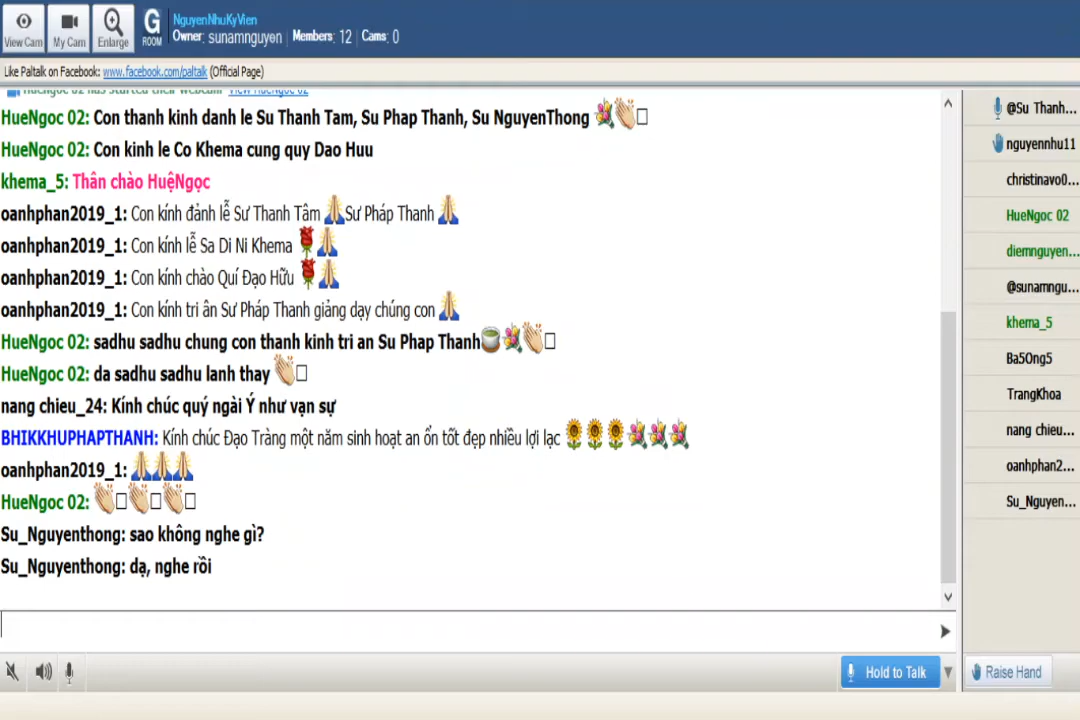 View Cam
My Cam
Enlarge
G
ROOM
NguyenNhuKyVien
Owner: sunamnguyen | Members: 12 | Cams: 0
Like Paltalk on Facebook: www.facebook.com/paltalk (Official Page)
HueNgoc 02 has started their webcam View HueNgoc 02
HueNgoc 02: Con thanh kinh danh le Su Thanh Tam, Su Phap Thanh, Su NguyenThong 💐👏
HueNgoc 02: Con kinh le Co Khema cung quy Dao Huu
khema_5: Thân chào HuệNgọc
oanhphan2019_1: Con kính đảnh lễ Sư Thanh Tâm 🙏Sư Pháp Thanh 🙏
oanhphan2019_1: Con kính lễ Sa Di Ni Khema 🌹🙏
oanhphan2019_1: Con kính chào Quí Đạo Hữu 🌹🙏
oanhphan2019_1: Con kính tri ân Sư Pháp Thanh giảng dạy chúng con 🙏
HueNgoc 02: sadhu sadhu chung con thanh kinh tri an Su Phap Thanh🍵💐👏
HueNgoc 02: da sadhu sadhu lanh thay 👏
nang chieu_24: Kính chúc quý ngài Ý như vạn sự
BHIKKHUPHAPTHANH: Kính chúc Đạo Tràng một năm sinh hoạt an ổn tốt đẹp nhiều lợi lạc 🌻🌻🌻💐💐💐
oanhphan2019_1: 🙏🙏🙏
HueNgoc 02: 👏👏👏
Su_Nguyenthong: sao không nghe gì?
Su_Nguyenthong: dạ, nghe rồi
@Su Thanh...
nguyennhu11
christinavo0...
HueNgoc 02
diemnguyen...
@sunamngu...
khema_5
Ba5Ong5
TrangKhoa
nang chieu...
oanhphan2...
Su_Nguyen...
Hold to Talk
Raise Hand